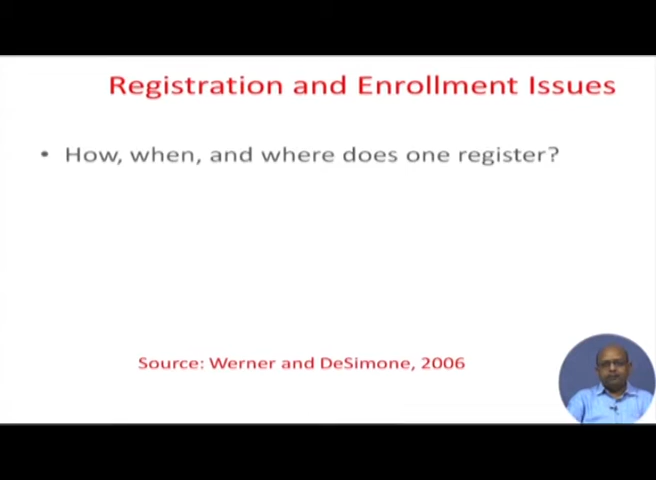 Registration and Enrollment Issues
• How, when, and where does one register?
Source: Werner and DeSimone, 2006